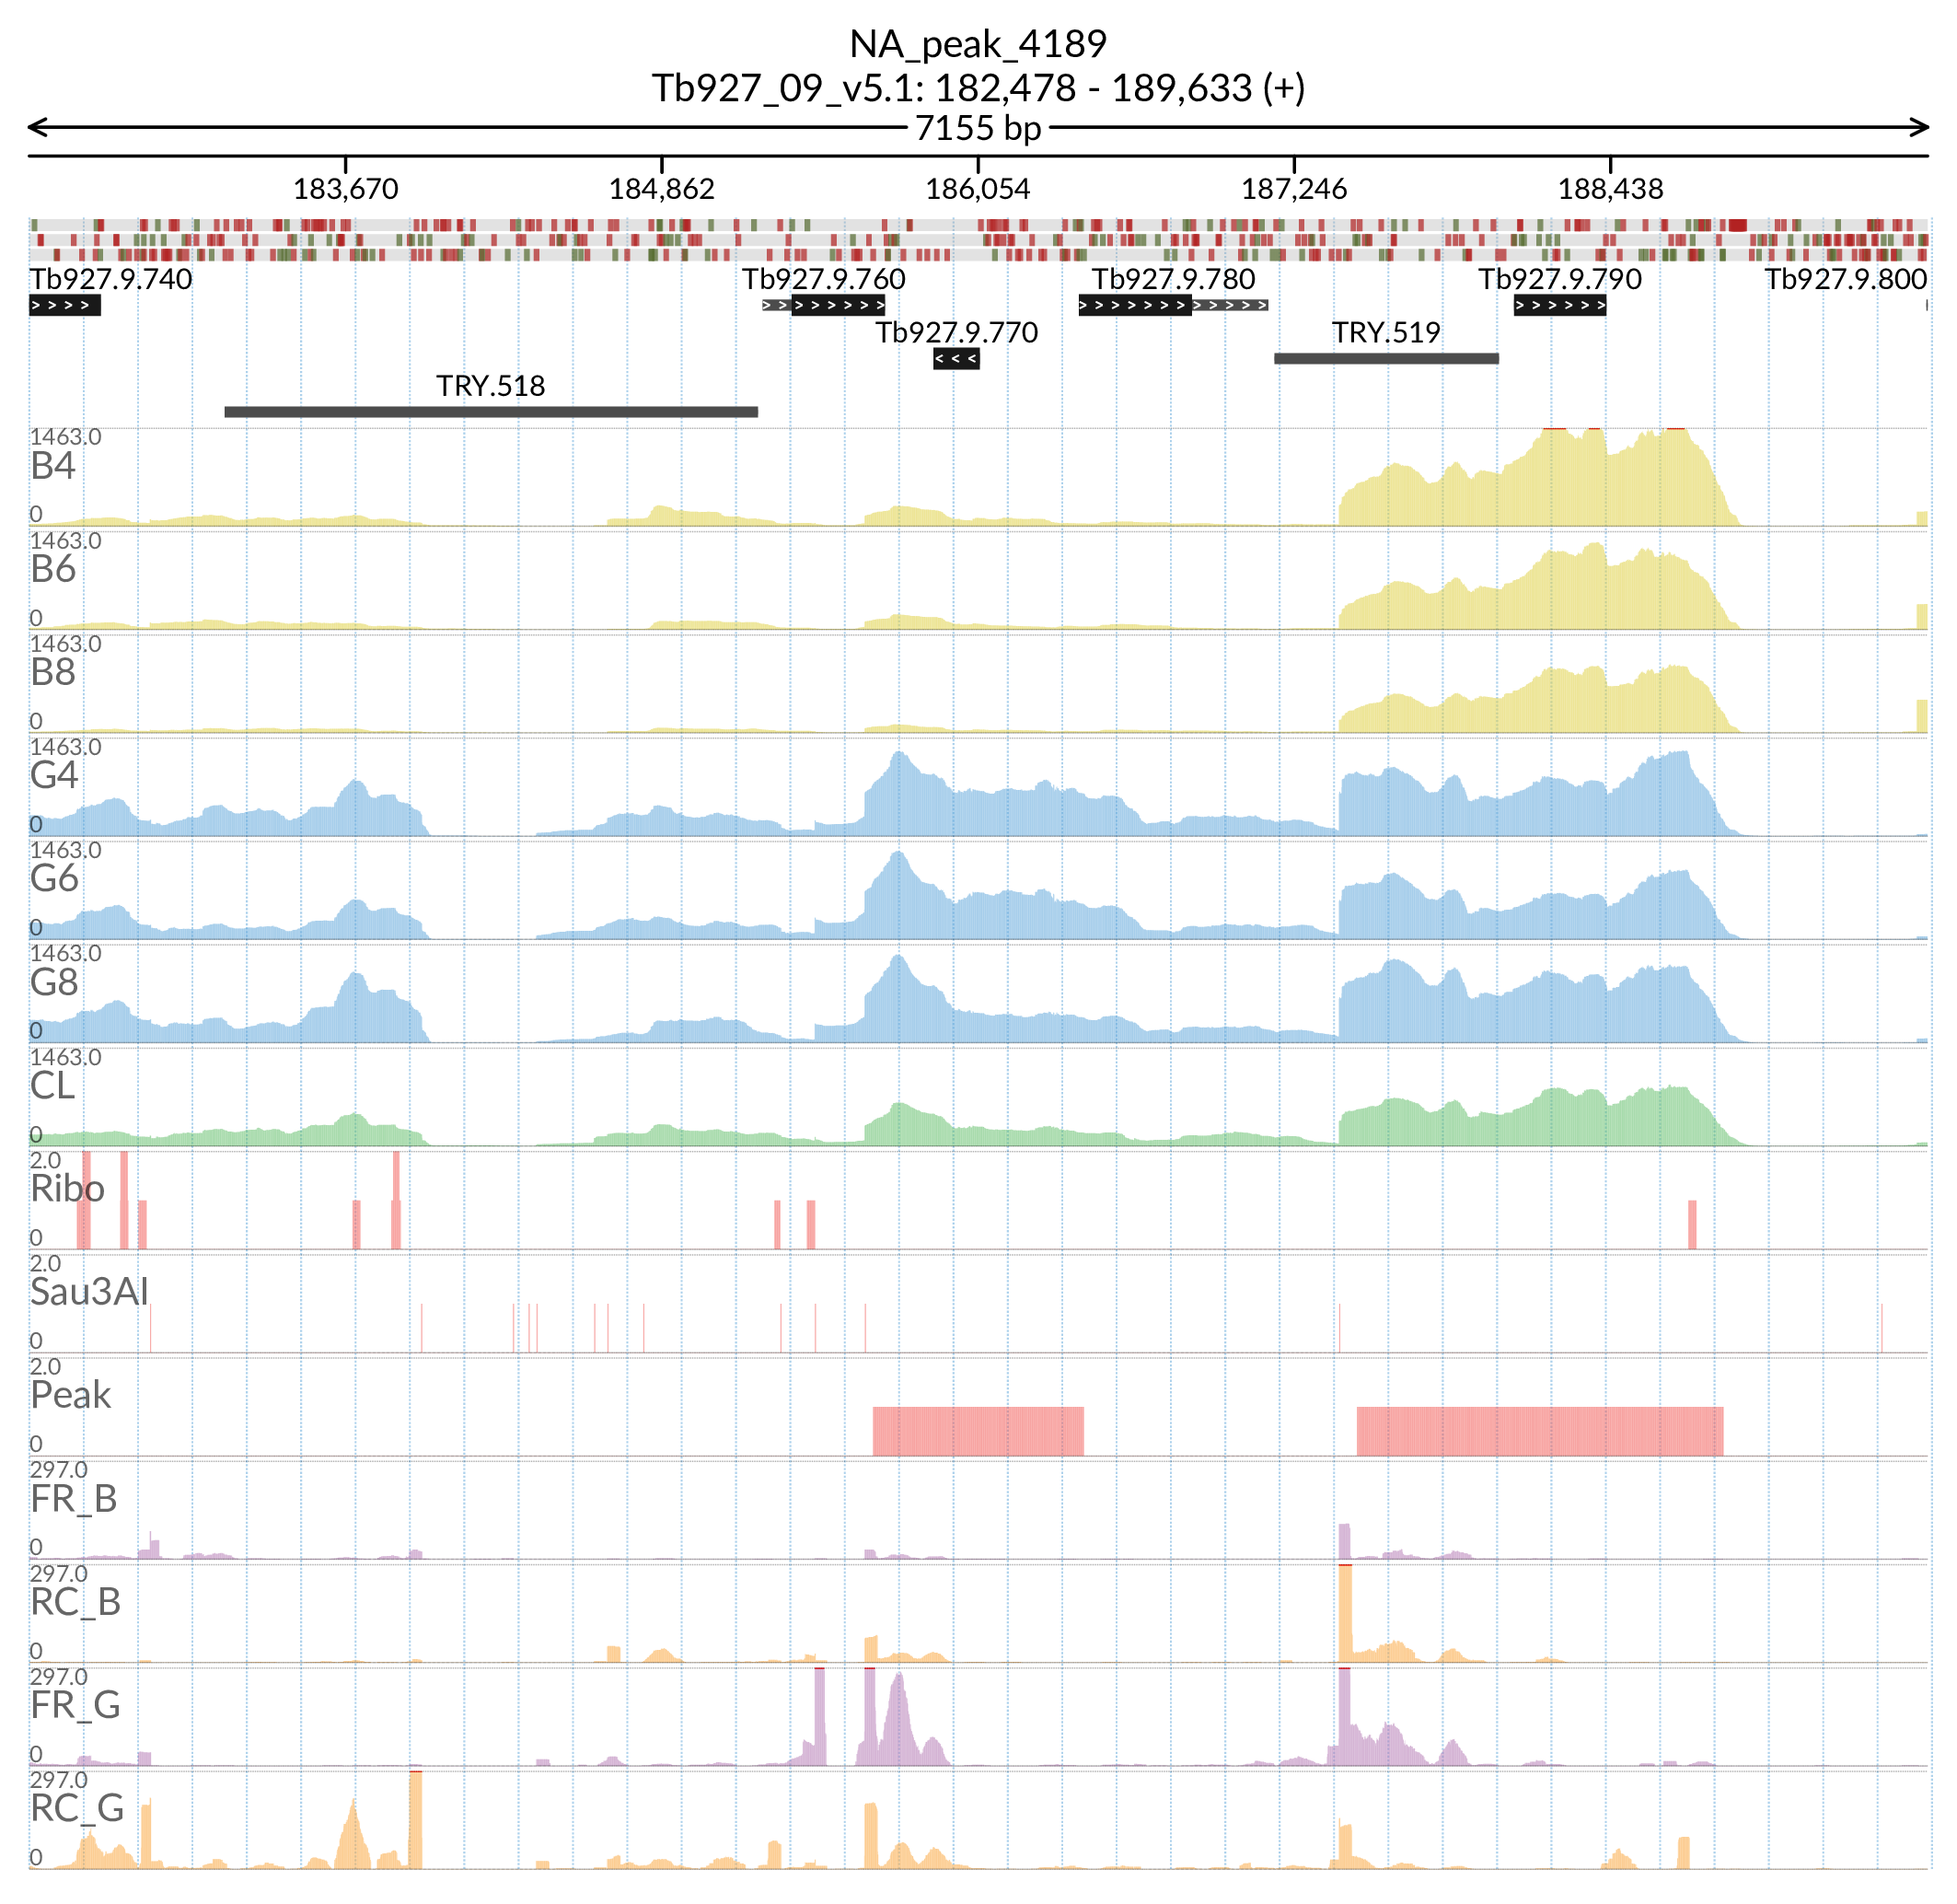 NA_peak_4189
Tb927_09_v5.1: 182,478 - 189,633 (+)
7155 bp
183,670 184,862 186,054 187,246 188,438
Tb927.9.740 Tb927.9.760 Tb927.9.780 Tb927.9.790 Tb927.9.800
Tb927.9.770 TRY.519
TRY.518
1463.0
B4
0
1463.0
B6
0
1463.0
B8
0
1463.0
G4
0
1463.0
G6
0
1463.0
G8
0
1463.0
CL
0
2.0
Ribo
0
2.0
Sau3AI
0
2.0
Peak
0
297.0
FR_B
0
297.0
RC_B
0
297.0
FR_G
0
297.0
RC_G
0